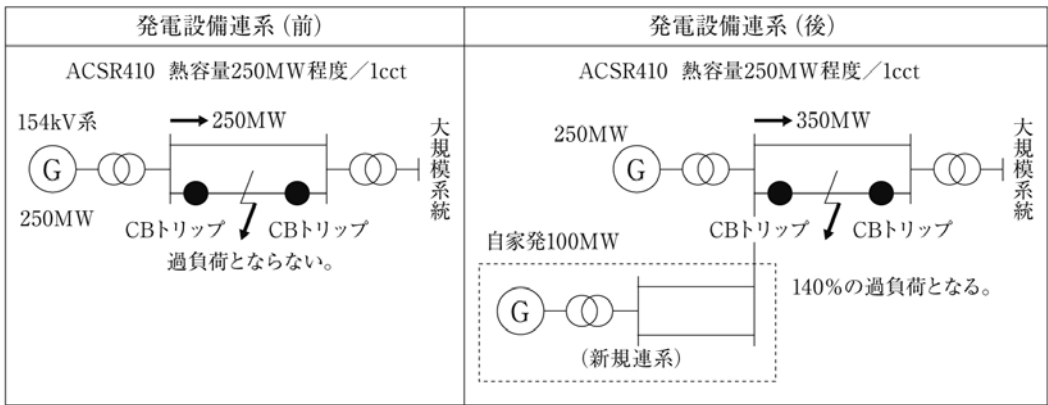 発電設備連系(前)
ACSR410 熱容量250MW程度/1cct
154kV系
250MW
G
250MW
CBトリップ
CBトリップ
過負荷とならない。
大規模系統
発電設備連系(後)
ACSR410 熱容量250MW程度/1cct
250MW
350MW
G
CBトリップ
CBトリップ
大規模系統
自家発100MW
140%の過負荷となる。
G
(新規連系)